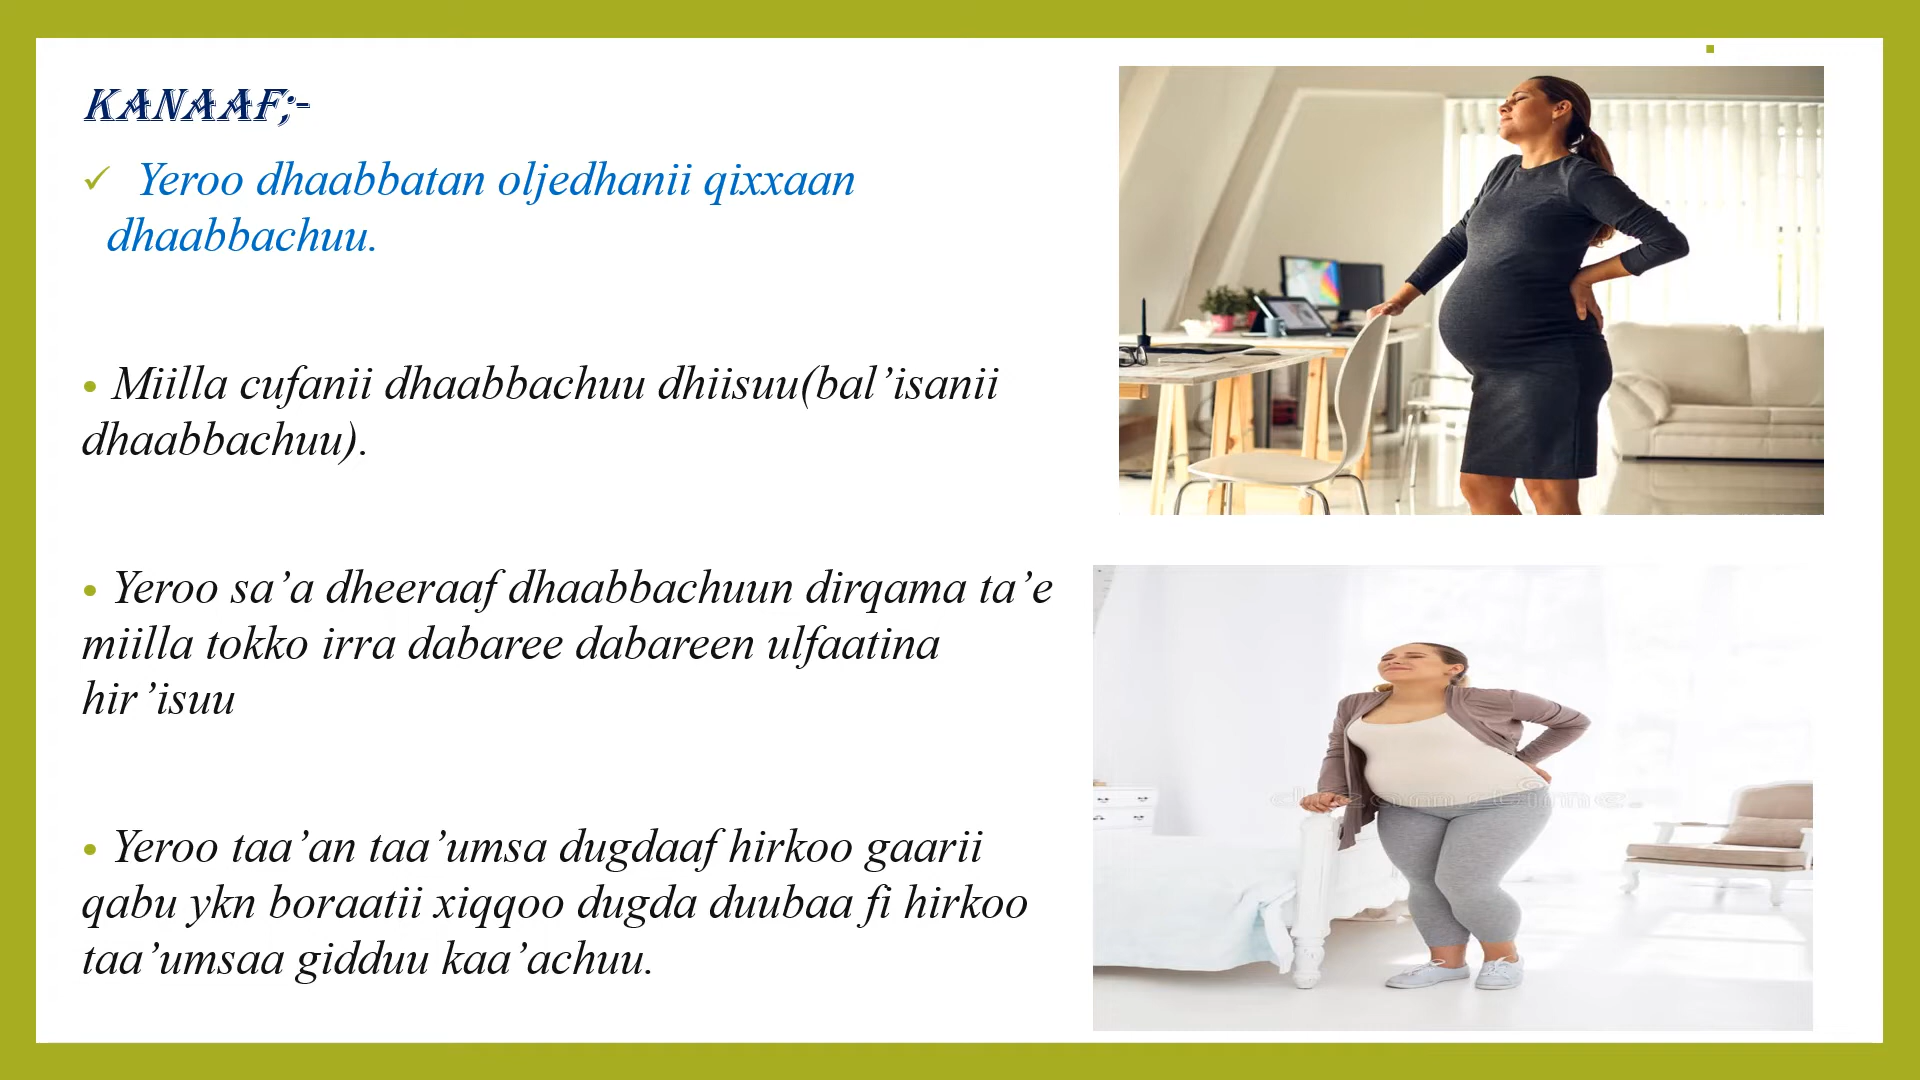 KANAAF;-
✓ Yeroo dhaabbatan oljedhanii qixxaan
dhaabbachuu.
• Miilla cufanii dhaabbachuu dhiisuu(bal’isanii
dhaabbachuu).
• Yeroo sa’a dheeraaf dhaabbachuun dirqama ta’e
miilla tokko irra dabaree dabareen ulfaatina
hir’isuu
• Yeroo taa’an taa’umsa dugdaaf hirkoo gaarii
qabu ykn boraatii xiqqoo dugda duubaa fi hirkoo
taa’umsaa gidduu kaa’achuu.